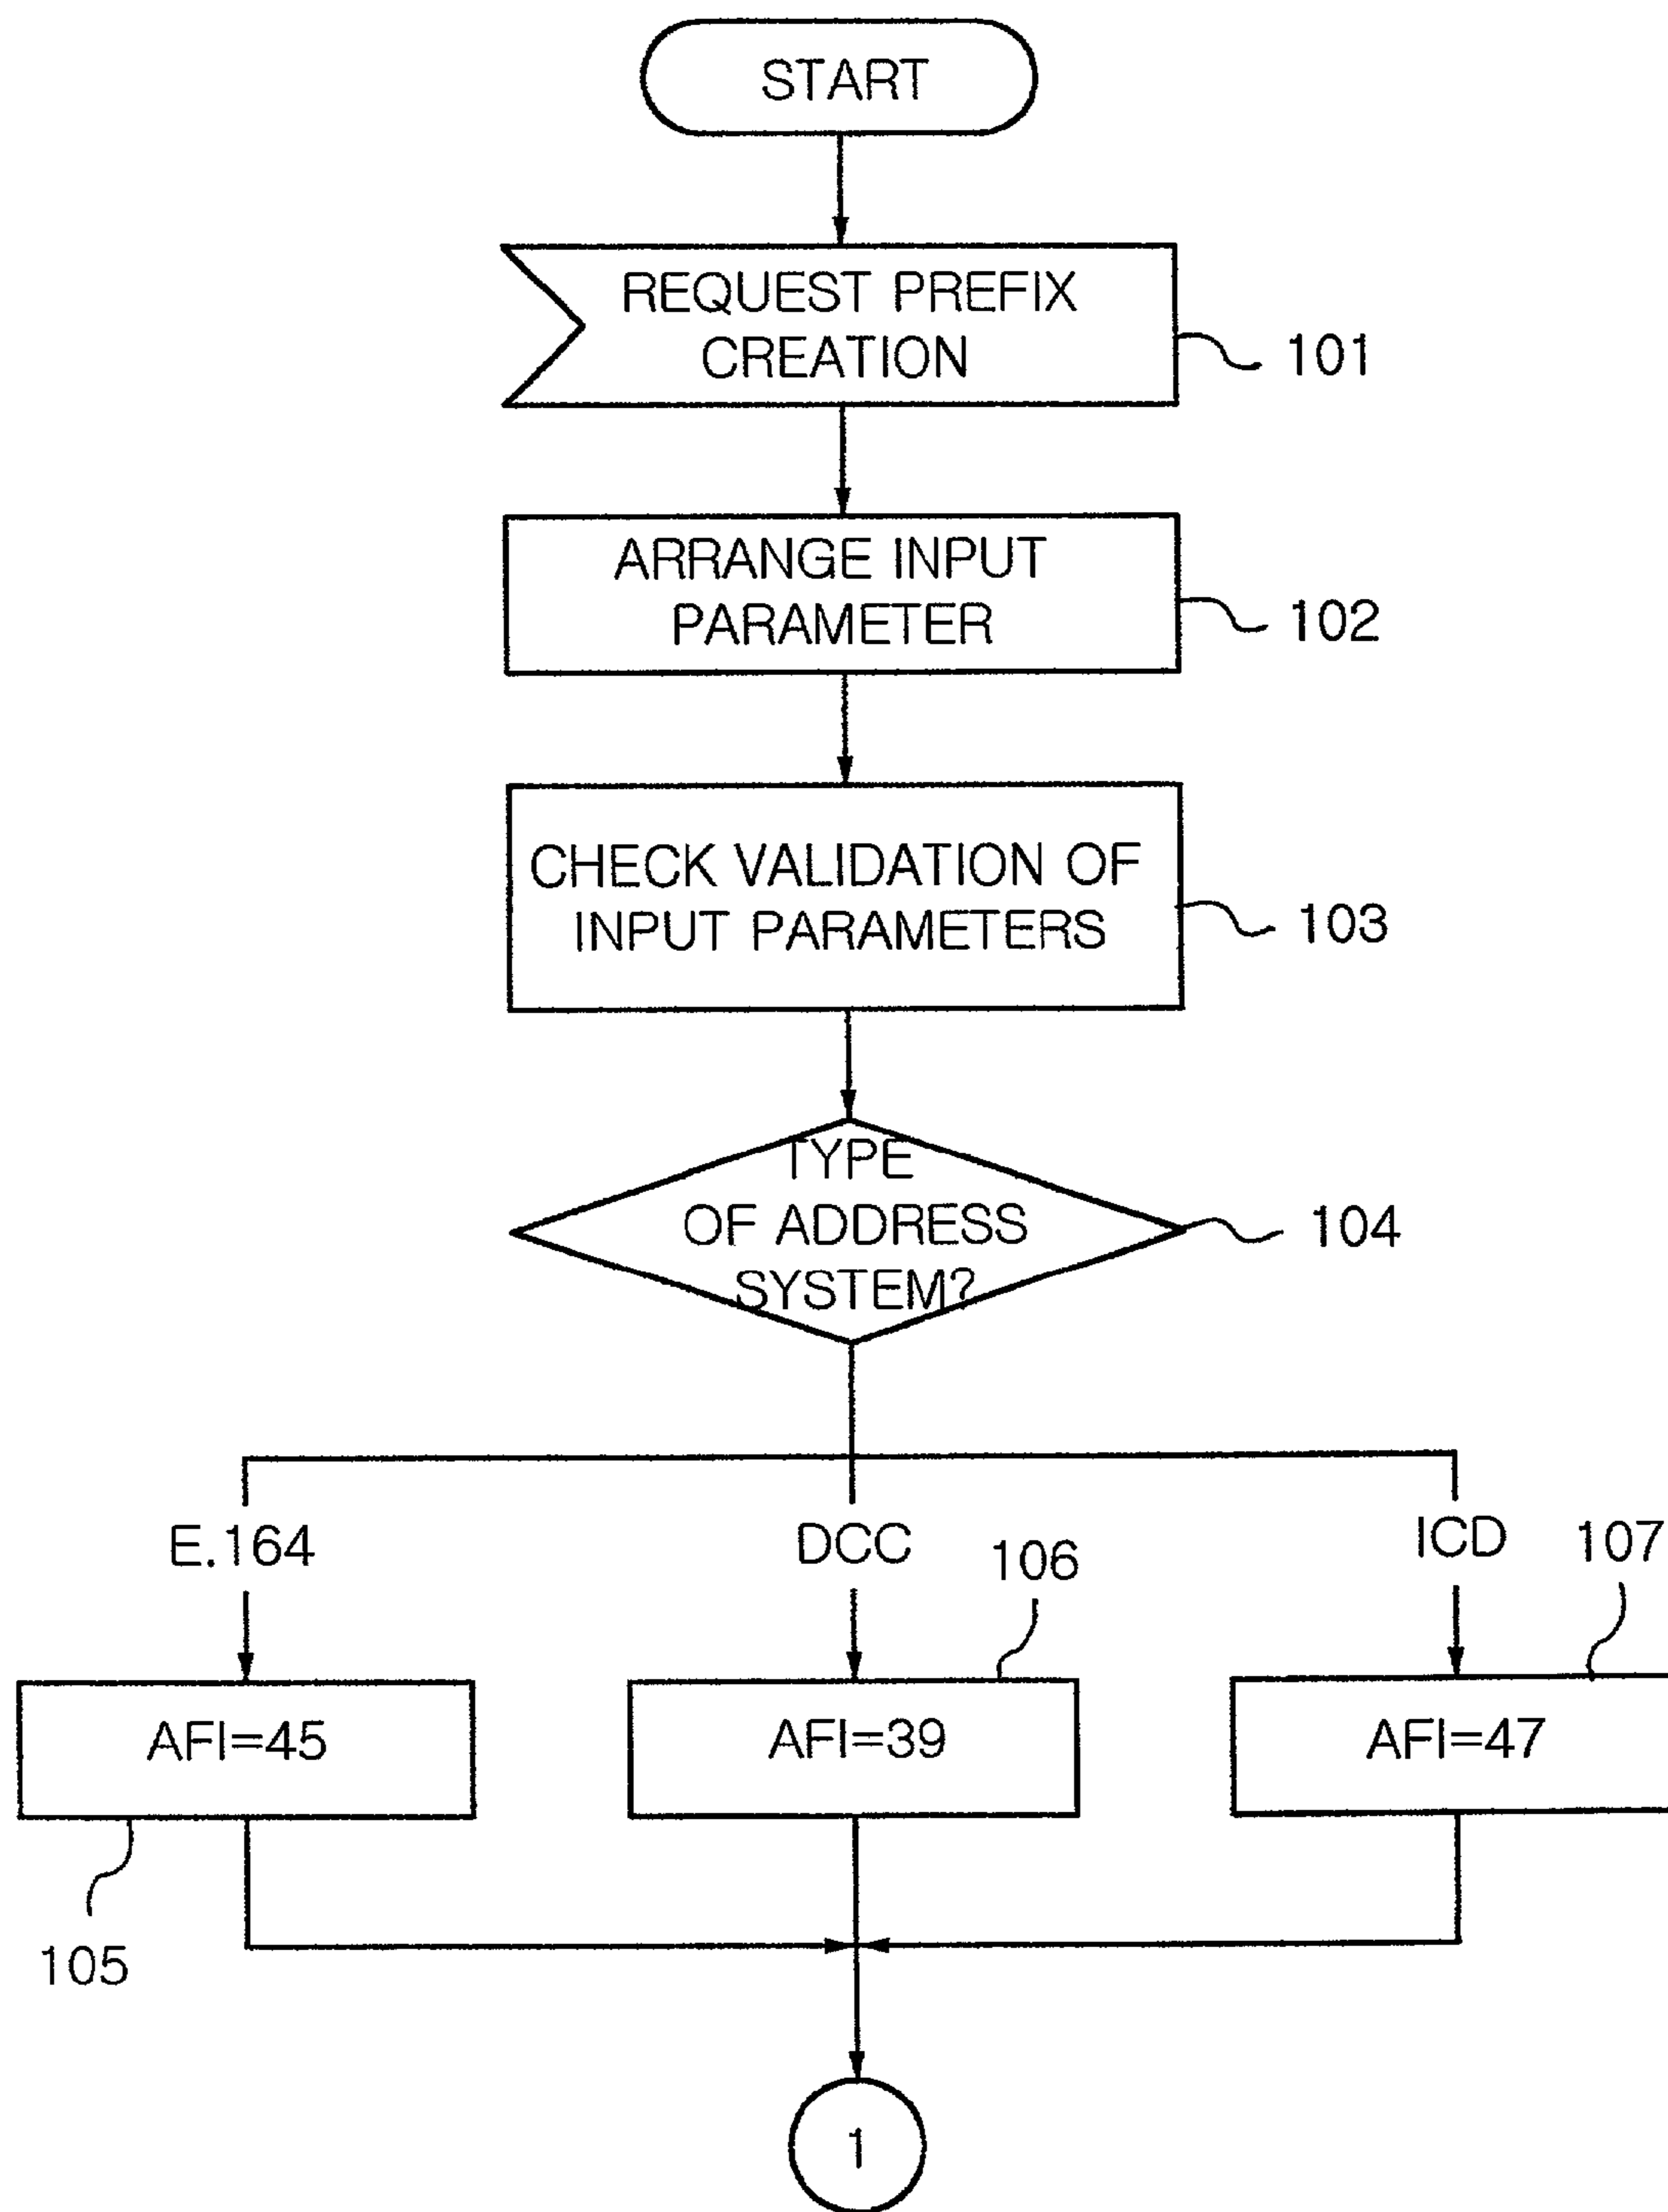 START
REQUEST PREFIX
CREATION
101
ARRANGE INPUT
PARAMETER
102
CHECK VALIDATION OF
INPUT PARAMETERS
103
TYPE
OF ADDRESS
SYSTEM?
104
E.164
DCC
106
ICD
107
AFI=45
AFI=39
AFI=47
105
1